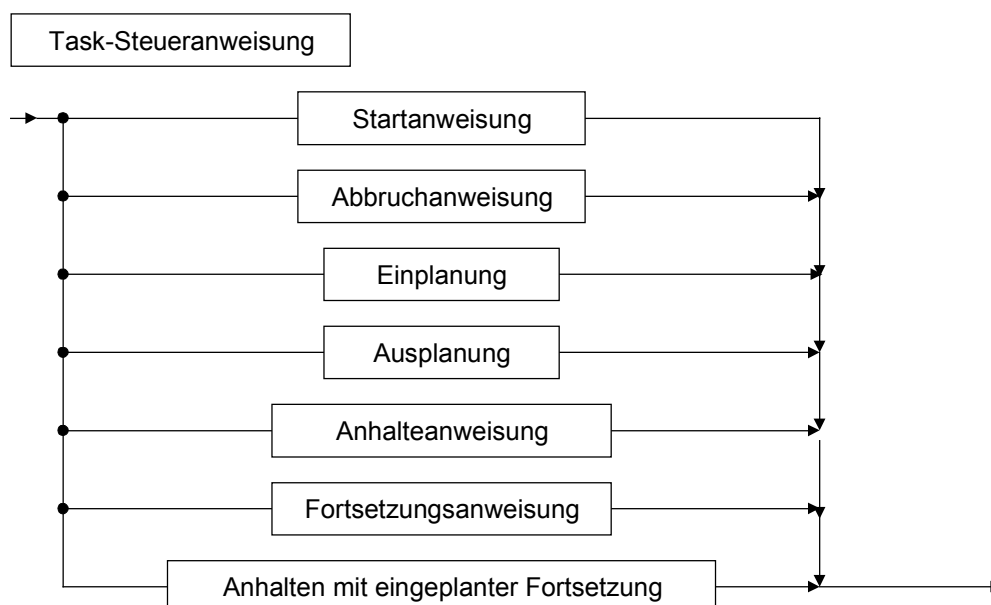 Task-Steueranweisung
Startanweisung
Abbruchanweisung
Einplanung
Ausplanung
Anhalteanweisung
Fortsetzungsanweisung
Anhalten mit eingeplanter Fortsetzung